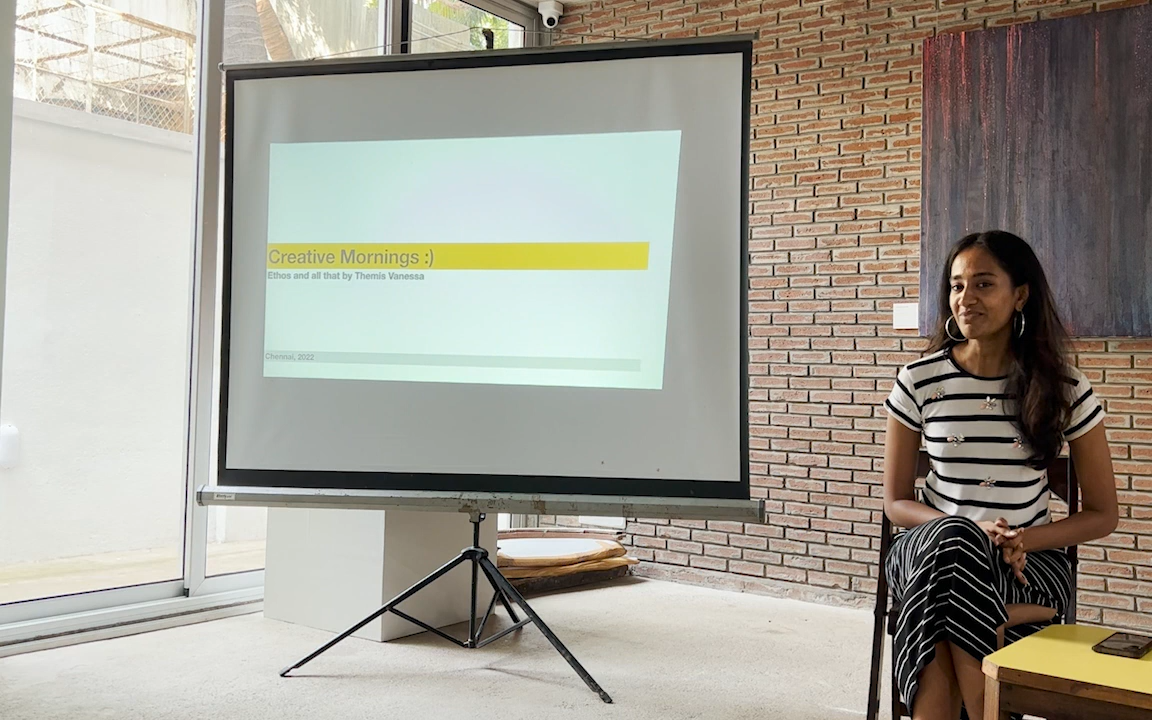 Creative Mornings :)
Ethos and all that by Themis Vanessa
Chennai, 2022